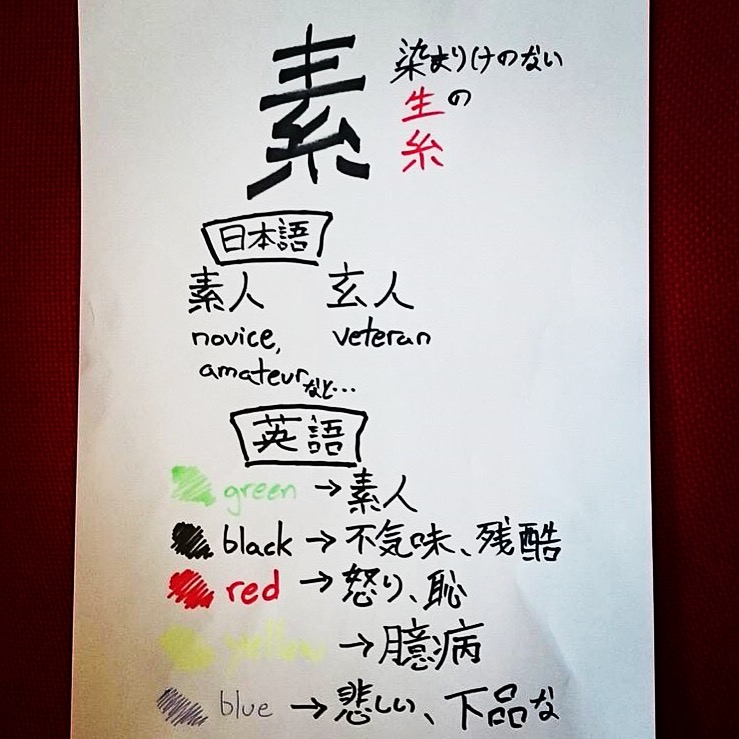 素
染まりけのない
生の
糸
日本語
素人 玄人
novice, veteran
amateurなど…
英語
green → 素人
black → 不気味、残酷
red → 怒り、恥
yellow → 臆病
blue → 悲しい、下品な